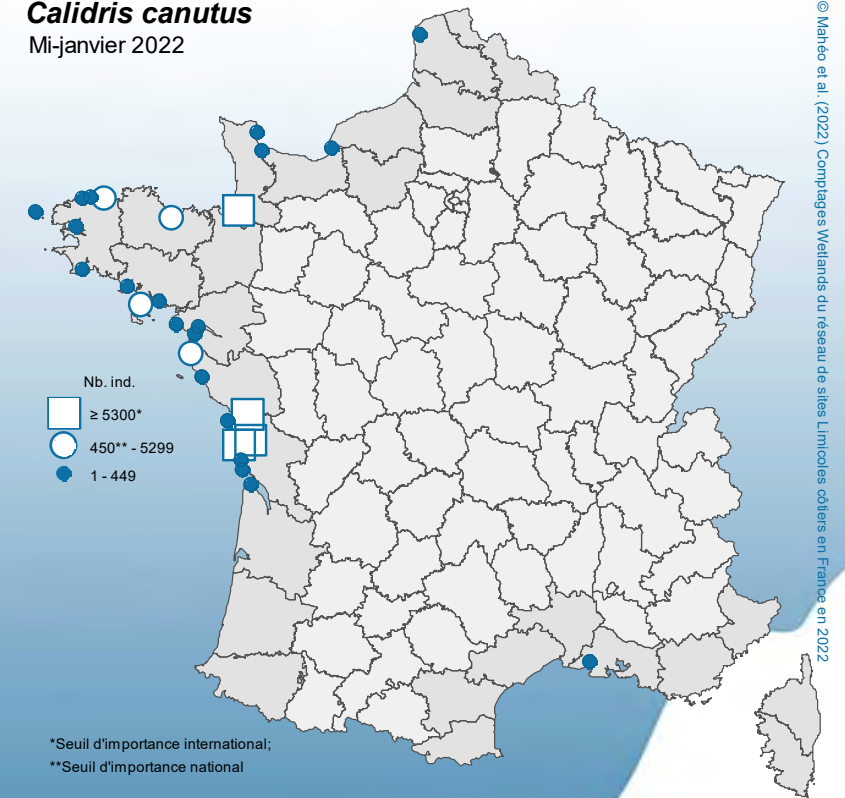 Calidris canutus
Mi-janvier 2022
Nb. ind.
≥ 5300*
450** - 5299
1 - 449
*Seuil d'importance international;
**Seuil d'importance national
© Mahéo et al. (2022) Comptages Wetlands du réseau de sites Limicoles côtiers en France en 2022